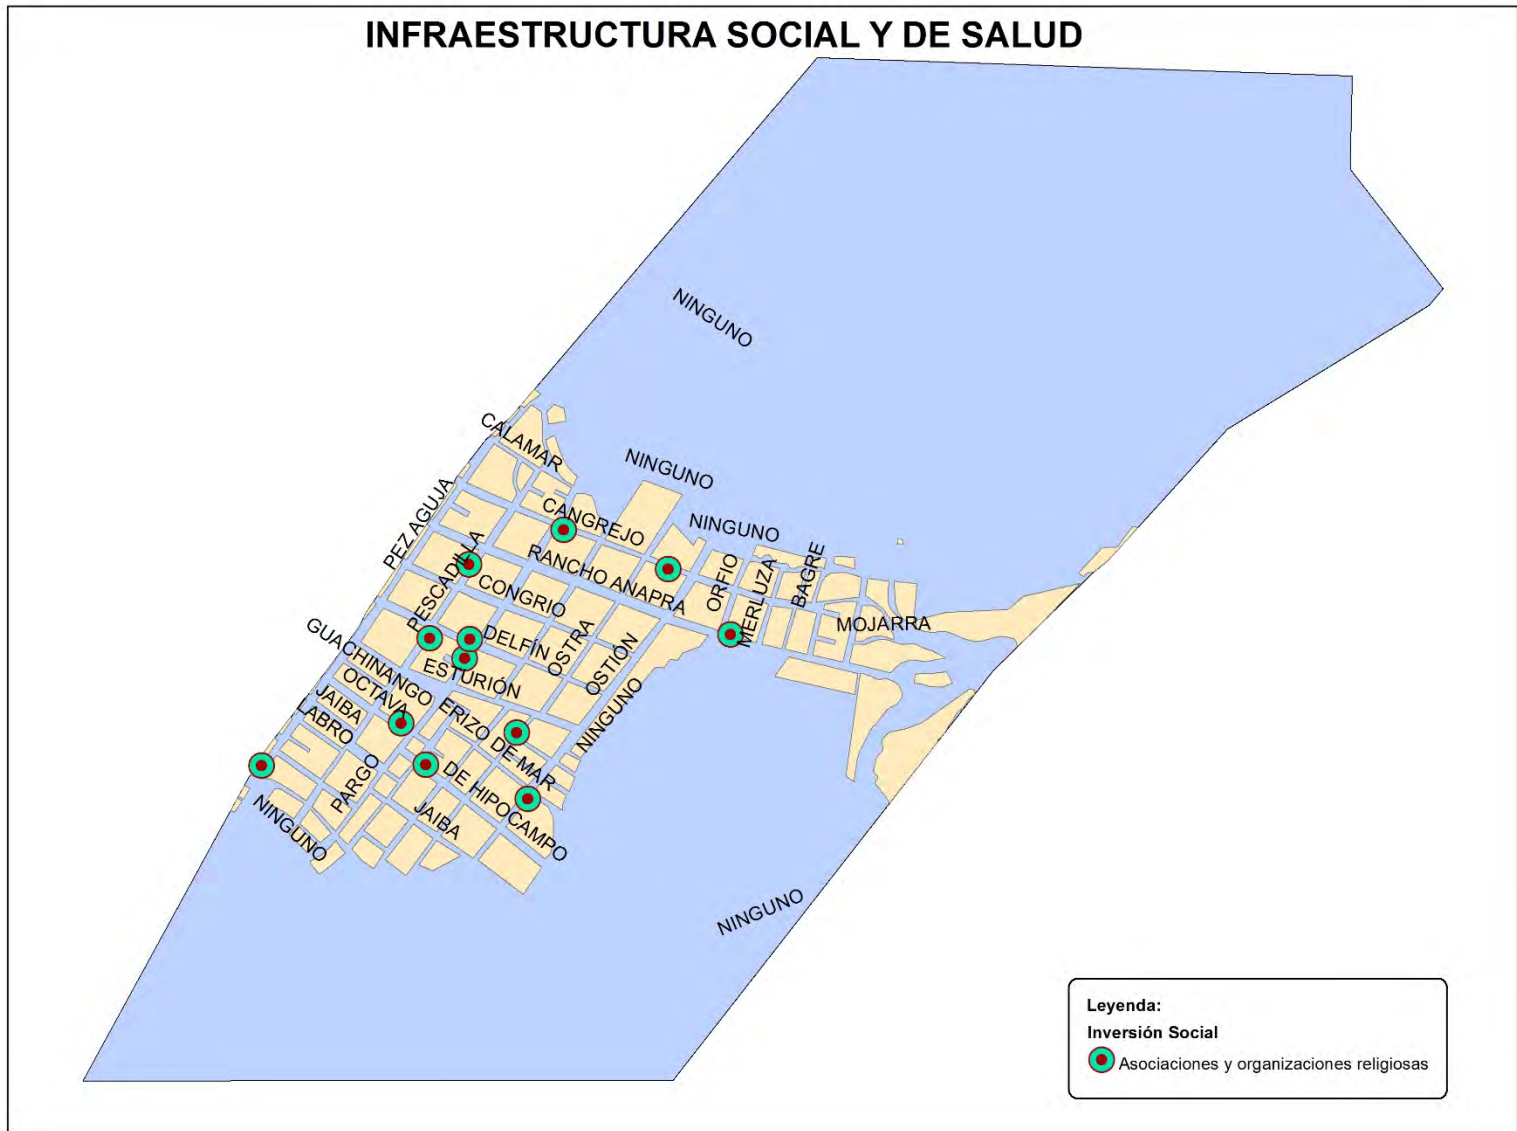 INFRAESTRUCTURA SOCIAL Y DE SALUD
NINGUNO
CALAMAR
NINGUNO
PEZ AGUJA
CANGREJO
NINGUNO
PESCADILLA
RANCHO ANAPRA
CONGRIO
ORFIO
MERLUZA
BAGRE
MOJARRA
GUACHINANGO
DELFÍN
OSTRA
OSTIÓN
ESTURIÓN
OCTAVA
JAIBA
LABRO
ERIZO DE MAR
NINGUNO
PARGO
DE HIPOCAMPO
JAIBA
NINGUNO
NINGUNO
Leyenda:
Inversión Social
Asociaciones y organizaciones religiosas